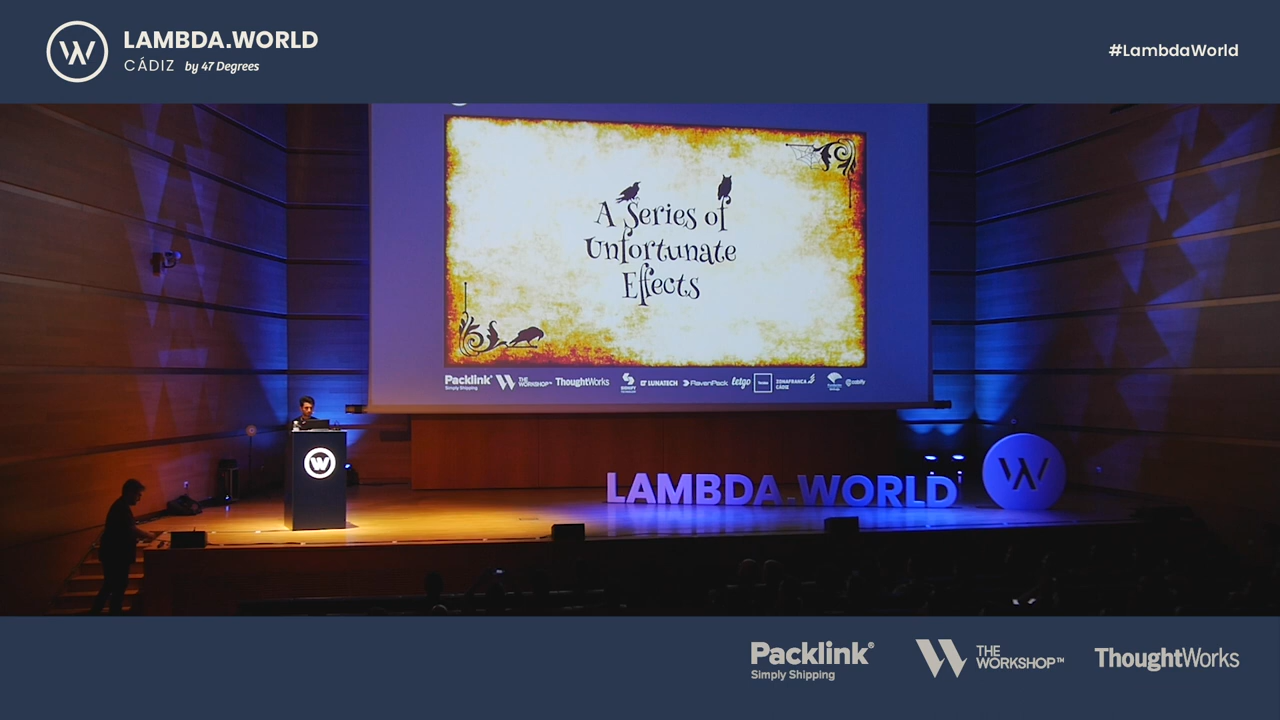 LAMBDA.WORLD
CÁDIZ by 47 Degrees
#LambdaWorld
A Series of
Unfortunate
Effects
Packlink
Simply Shipping
THE
WORKSHOP™
ThoughtWorks
LUNATECH
RavenPack
letgo
ZONAFRANCA
CÁDIZ
LAMBDA.WORLD
Packlink®
Simply Shipping
THE
WORKSHOP™
ThoughtWorks